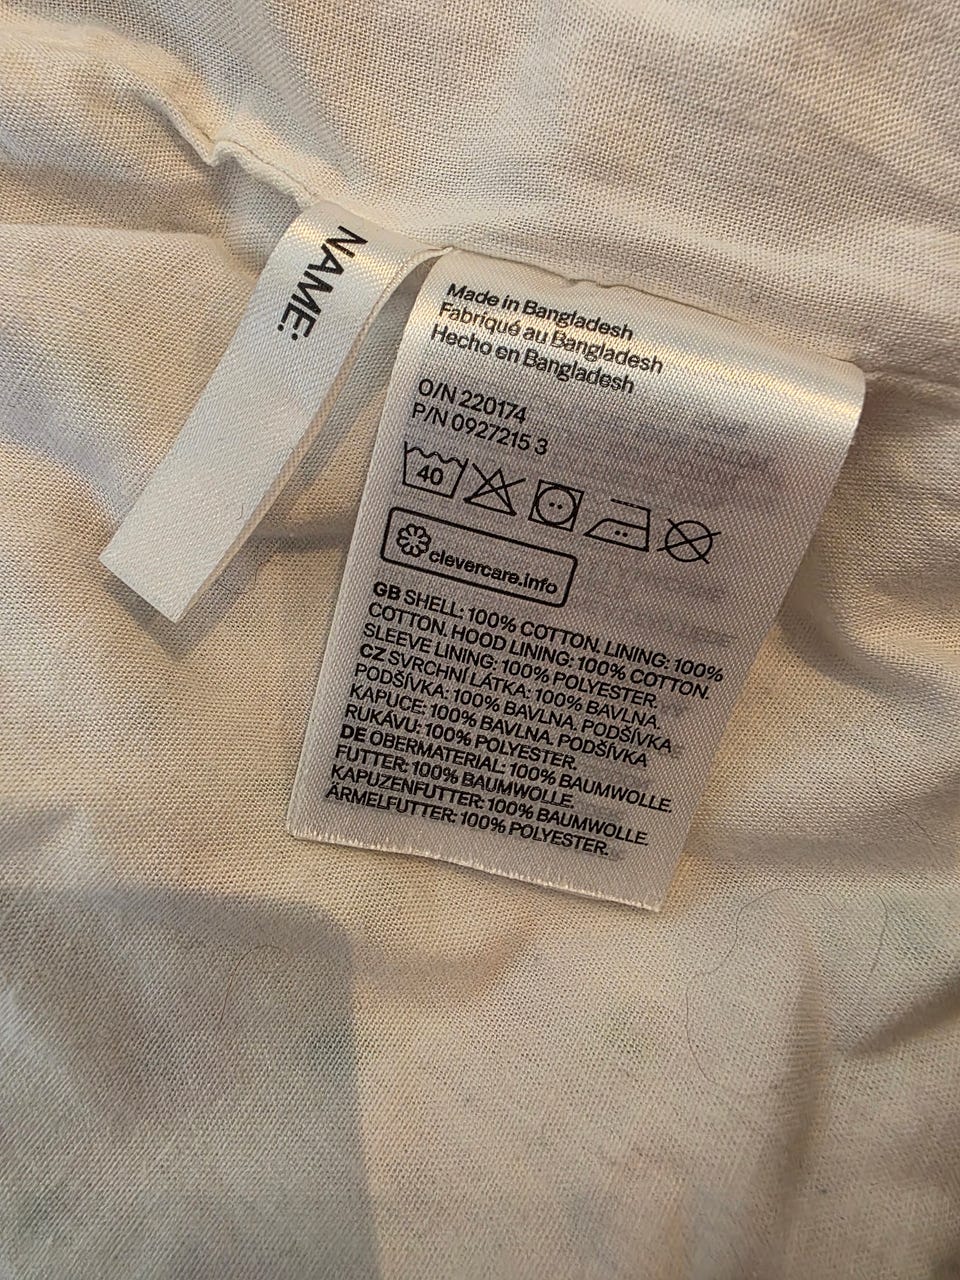 NAME:
Made in Bangladesh
Fabriqué au Bangladesh
Hecho en Bangladesh
O/N 220174
P/N 0927215 3
40
clevercare.info
GB SHELL: 100% COTTON. LINING: 100%
COTTON. HOOD LINING: 100% COTTON.
SLEEVE LINING: 100% POLYESTER.
CZ SVRCHNÍ LÁTKA: 100% BAVLNA.
PODŠÍVKA: 100% BAVLNA. PODŠÍVKA
KAPUCE: 100% BAVLNA. PODŠÍVKA
RUKÁVU: 100% POLYESTER.
DE OBERMATERIAL: 100% BAUMWOLLE.
FUTTER: 100% BAUMWOLLE.
KAPUZENFUTTER: 100% BAUMWOLLE.
ÄRMELFUTTER: 100% POLYESTER.